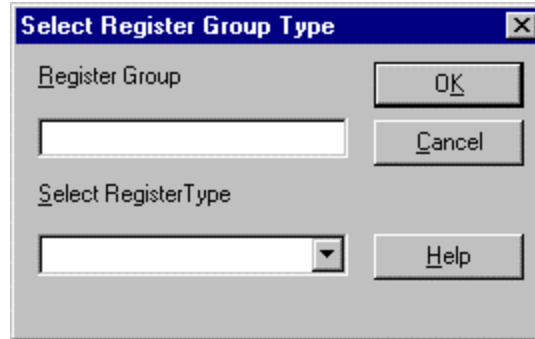 Select Register Group Type
Register Group
OK
Cancel
Select RegisterType
Help